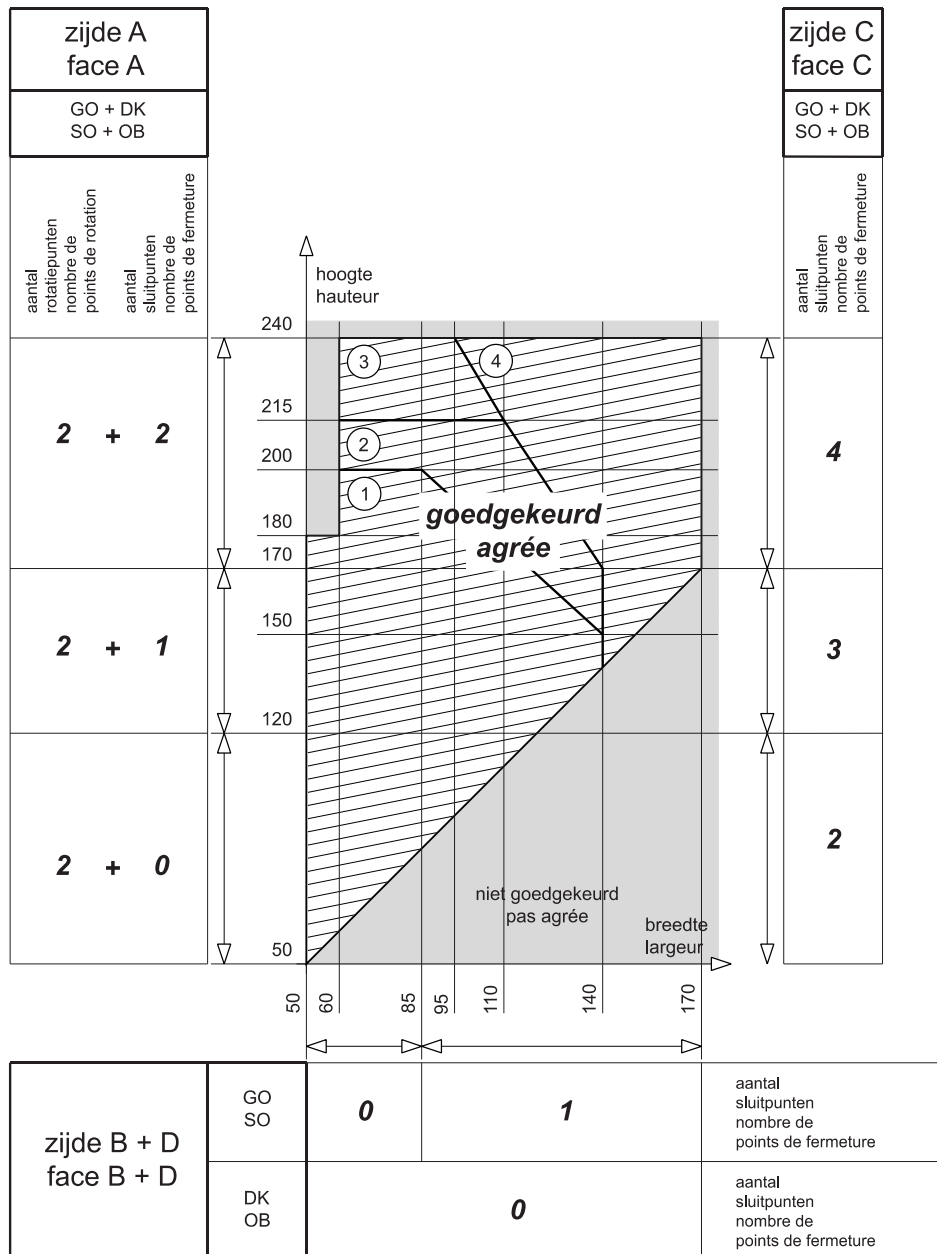 zijde A
face A
GO + DK
SO + OB
aantal
rotatiepunten
nombre de
points de rotation
aantal
sluitpunten
nombre de
points de fermeture
zijde C
face C
GO + DK
SO + OB
aantal
sluitpunten
nombre de
points de fermeture
hoogte
hauteur
240
215
200
180
170
150
120
50
2 + 2
2 + 1
2 + 0
3
4
2
1
goedgekeurd
agrée
niet goedgekeurd
pas agrée
breedte
largeur
4
3
2
50
60
85
95
110
140
170
zijde B + D
face B + D
GO
SO
0
1
aantal
sluitpunten
nombre de
points de fermeture
DK
OB
0
aantal
sluitpunten
nombre de
points de fermeture